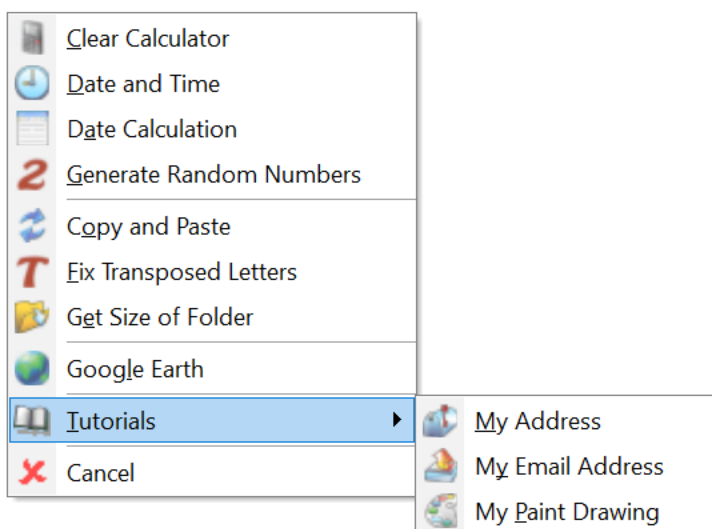 Clear Calculator
Date and Time
Date Calculation
Generate Random Numbers
Copy and Paste
Fix Transposed Letters
Get Size of Folder
Google Earth
Tutorials
Cancel
My Address
My Email Address
My Paint Drawing